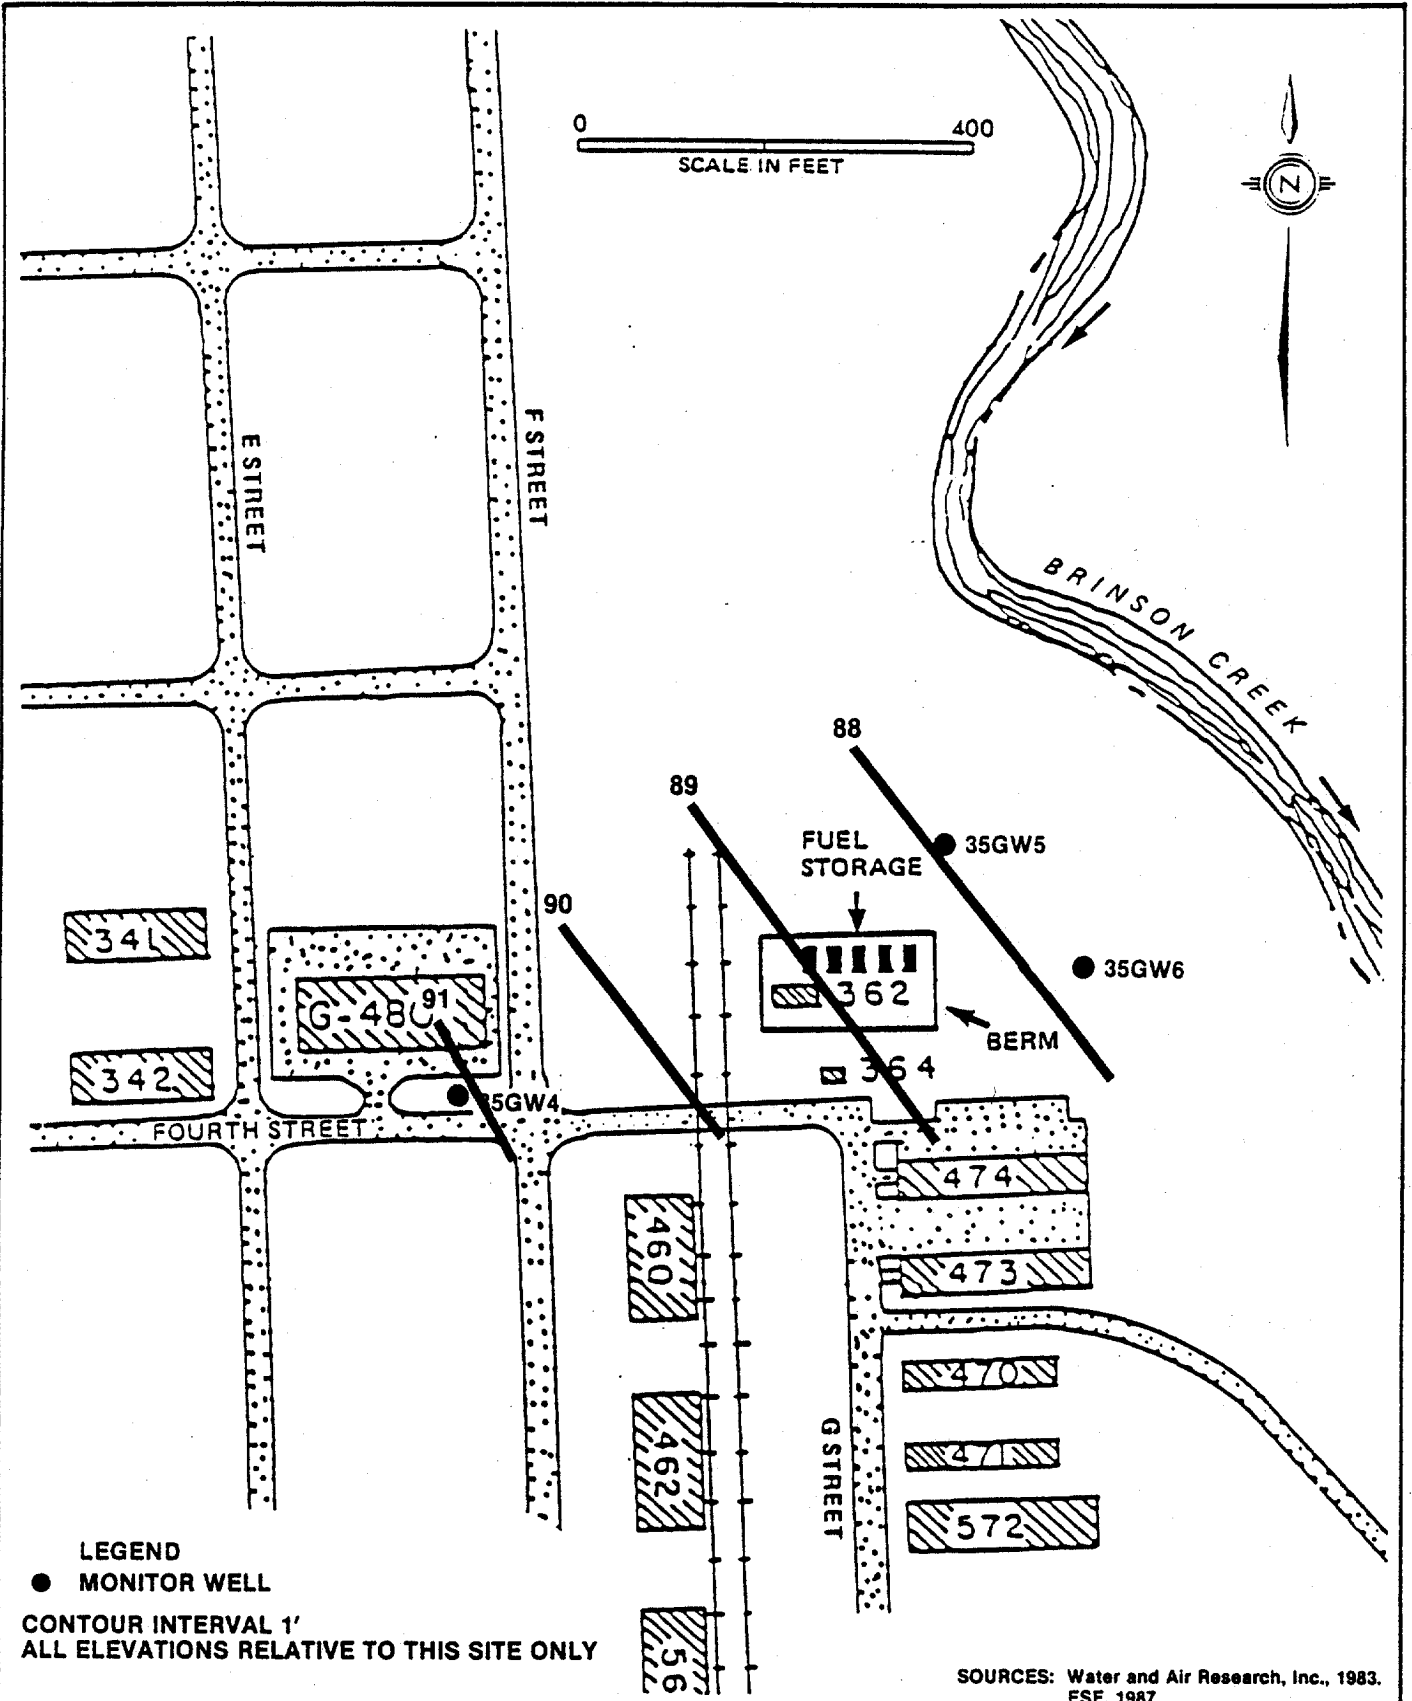 0 400
SCALE IN FEET
N
E STREET
F STREET
BRINSON CREEK
88
89
FUEL
STORAGE
35GW5
90
341
35GW6
362
G-480
91
BERM
342
364
35GW4
FOURTH STREET
474
460
473
470
G STREET
462
471
572
LEGEND
MONITOR WELL
CONTOUR INTERVAL 1'
ALL ELEVATIONS RELATIVE TO THIS SITE ONLY
56
SOURCES: Water and Air Research, Inc., 1983.
ESE, 1987